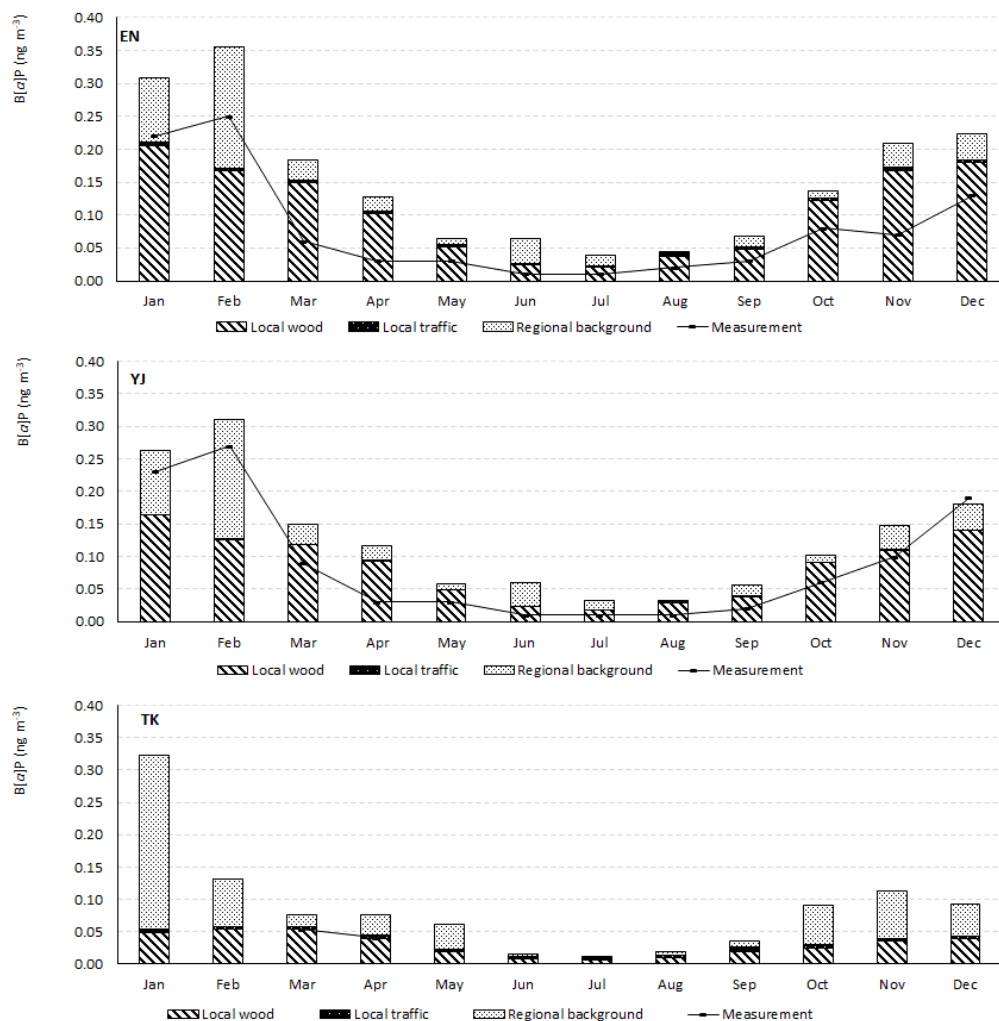 EN
B[a]P (ng m⁻³)
0.40
0.35
0.30
0.25
0.20
0.15
0.10
0.05
0.00
Jan Feb Mar Apr May Jun Jul Aug Sep Oct Nov Dec
Local wood Local traffic Regional background Measurement
YJ
B[a]P (ng m⁻³)
0.40
0.35
0.30
0.25
0.20
0.15
0.10
0.05
0.00
Jan Feb Mar Apr May Jun Jul Aug Sep Oct Nov Dec
Local wood Local traffic Regional background Measurement
TK
B[a]P (ng m⁻³)
0.40
0.35
0.30
0.25
0.20
0.15
0.10
0.05
0.00
Jan Feb Mar Apr May Jun Jul Aug Sep Oct Nov Dec
Local wood Local traffic Regional background Measurement